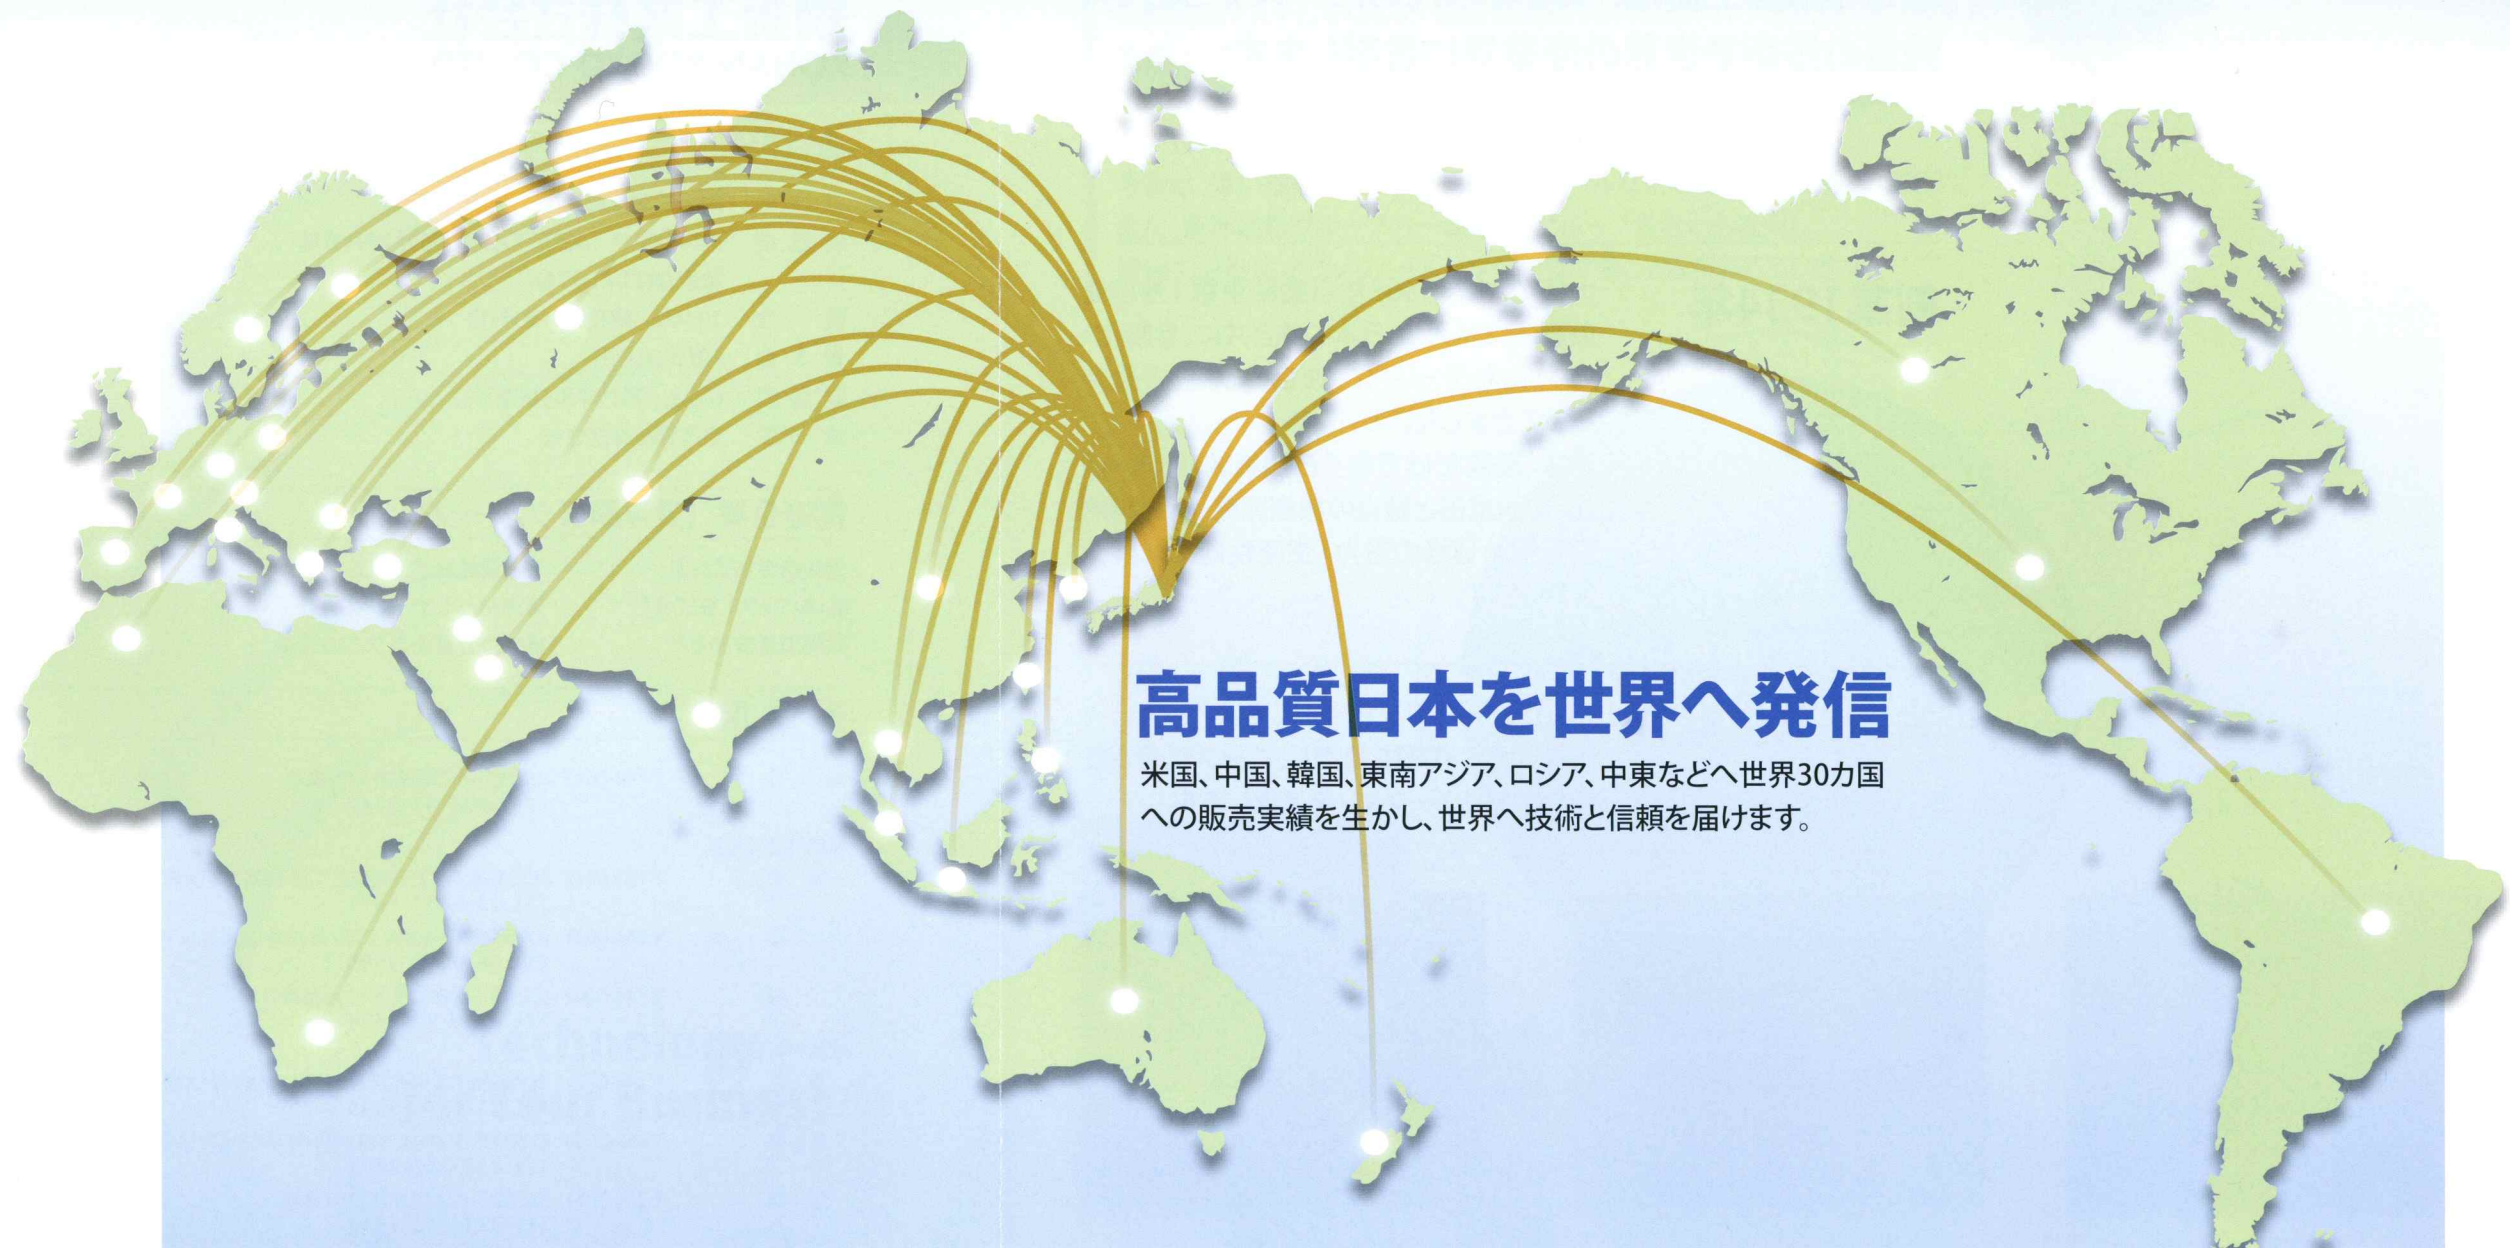 高品質日本を世界へ発信
米国、中国、韓国、東南アジア、ロシア、中東などへ世界30カ国
への販売実績を生かし、世界へ技術と信頼を届けます。